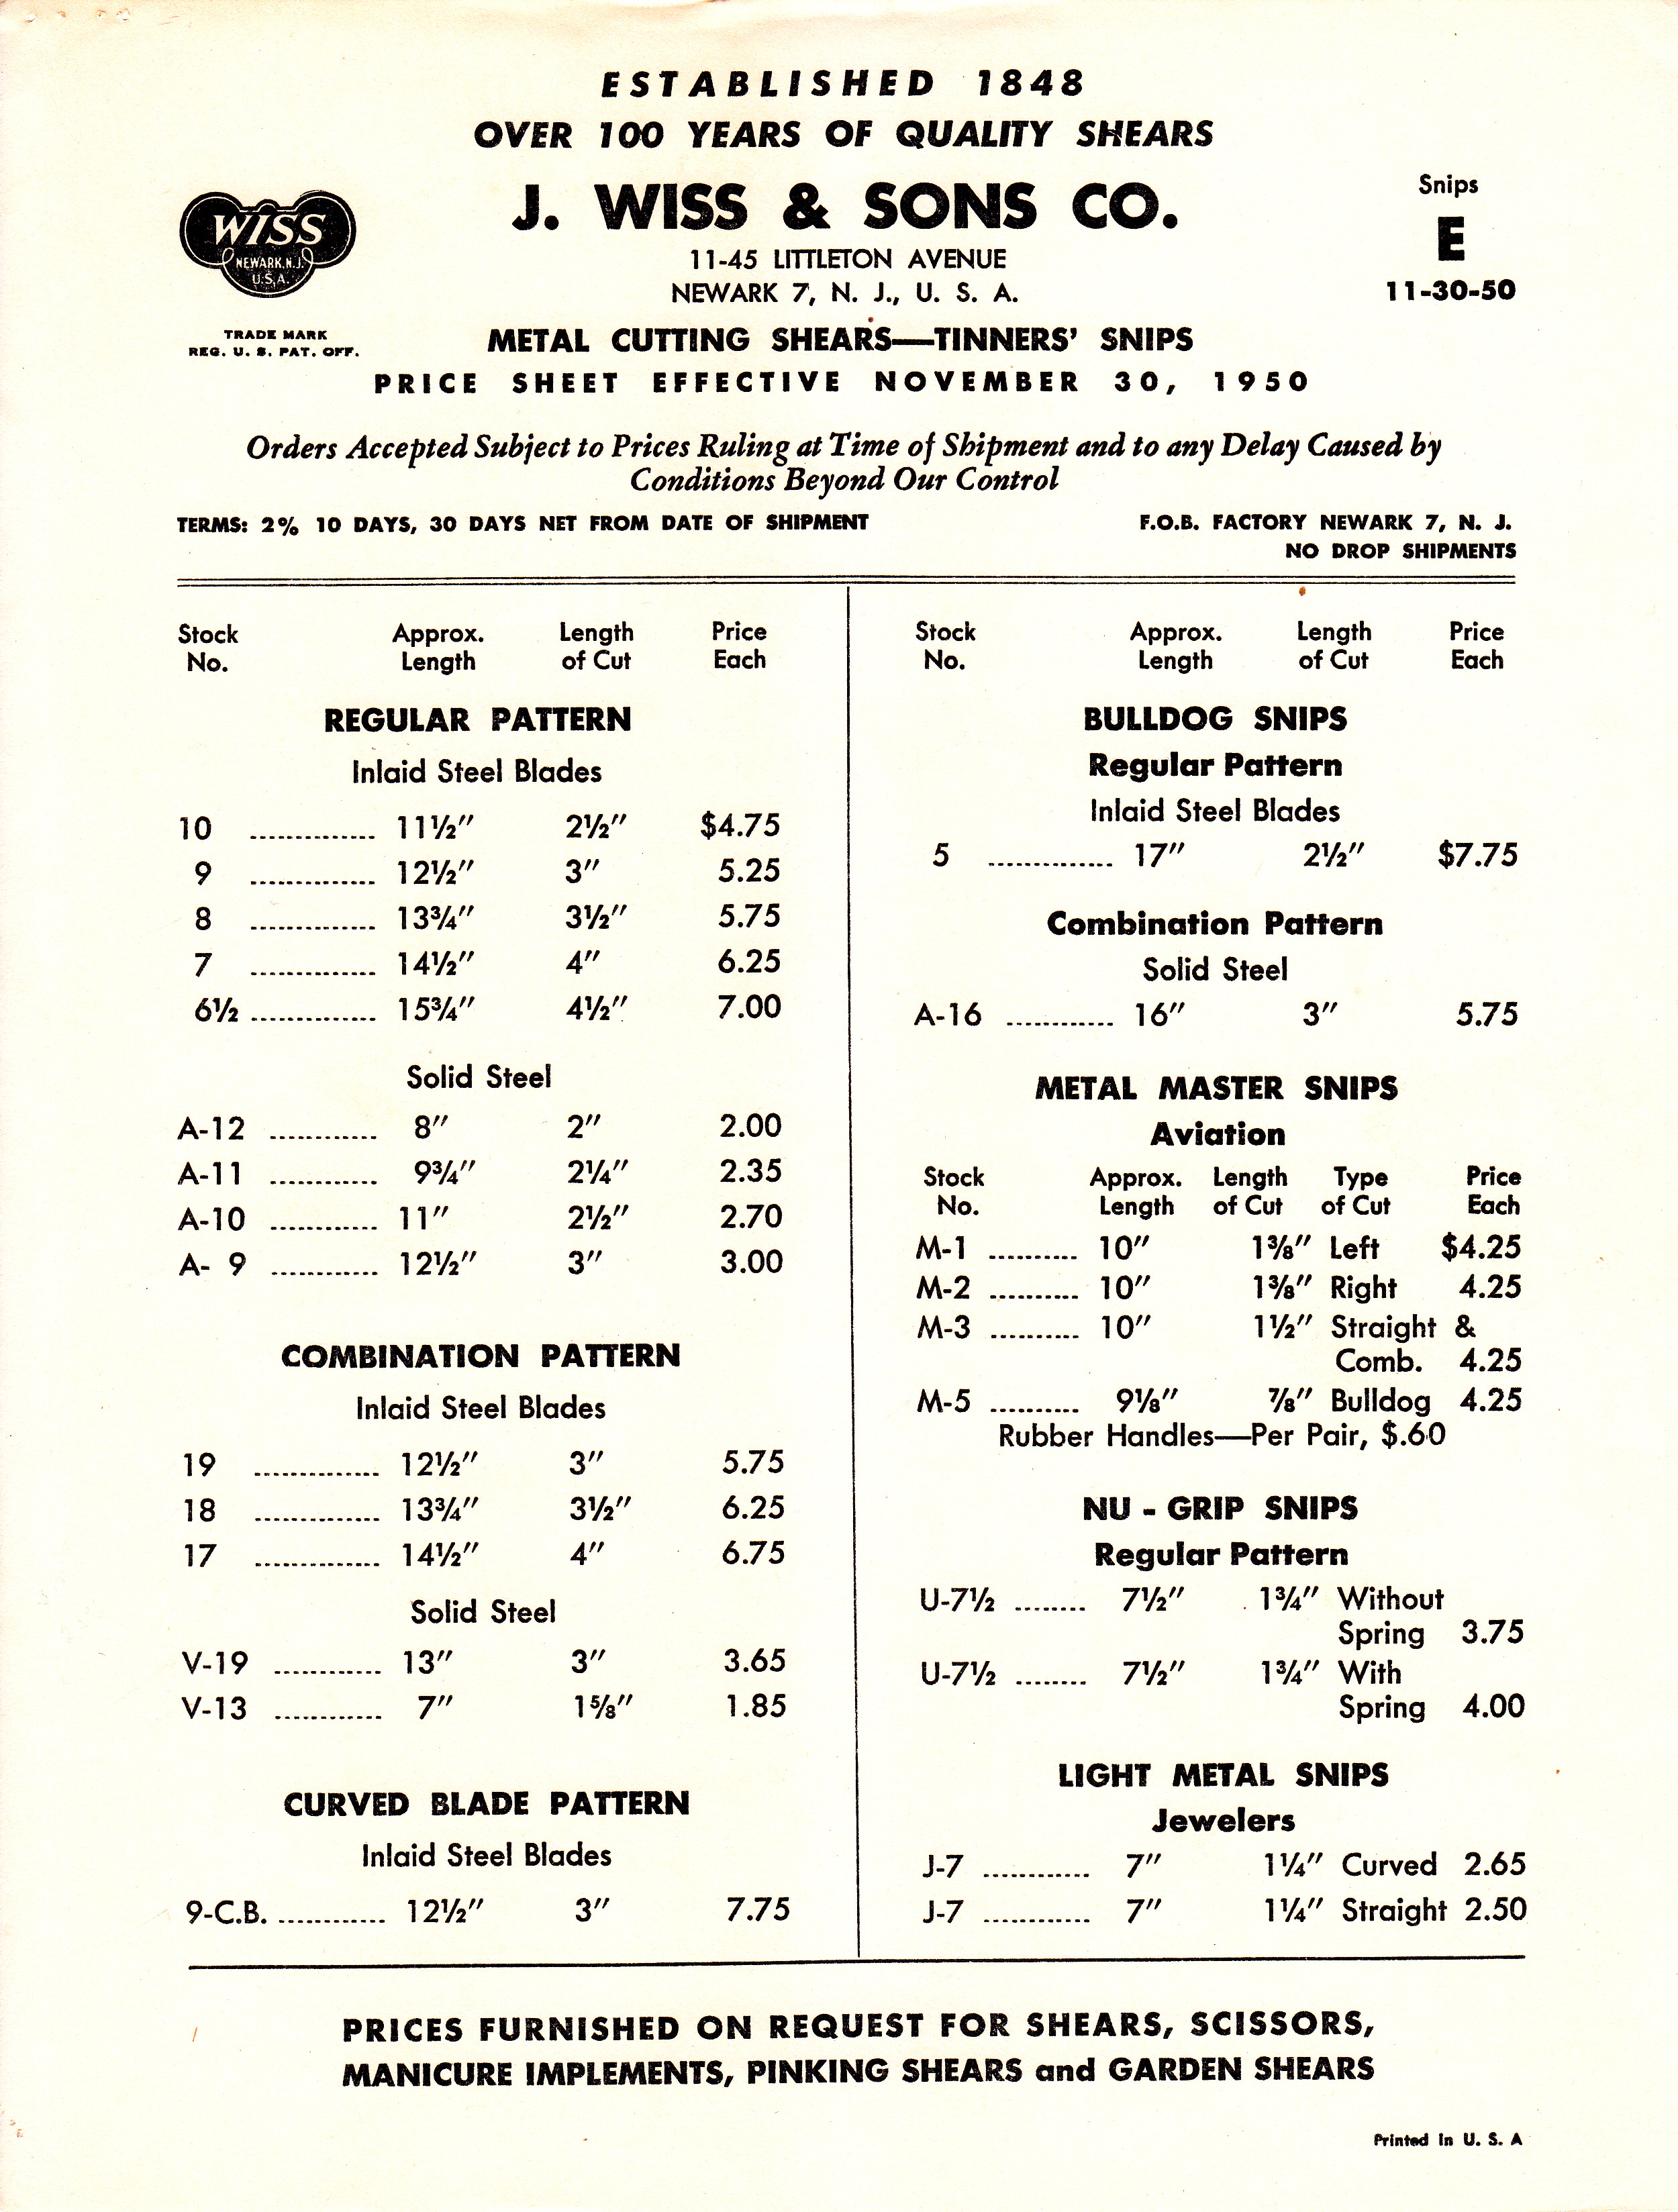 ESTABLISHED 1848
OVER 100 YEARS OF QUALITY SHEARS
J. WISS & SONS CO.
11-45 LITTLETON AVENUE
NEWARK 7, N. J., U. S. A.
WISS
NEWARK, N.J.
U.S.A.
TRADE MARK
REG. U. S. PAT. OFF.
Snips
E
11-30-50
METAL CUTTING SHEARS—TINNERS' SNIPS
PRICE SHEET EFFECTIVE NOVEMBER 30, 1950
Orders Accepted Subject to Prices Ruling at Time of Shipment and to any Delay Caused by
Conditions Beyond Our Control
TERMS: 2% 10 DAYS, 30 DAYS NET FROM DATE OF SHIPMENT
F.O.B. FACTORY NEWARK 7, N. J.
NO DROP SHIPMENTS
Stock Approx. Length Price
No. Length of Cut Each
REGULAR PATTERN
Inlaid Steel Blades
10 .............. 11½″ 2½″ $4.75
9 .............. 12½″ 3″ 5.25
8 .............. 13¾″ 3½″ 5.75
7 .............. 14½″ 4″ 6.25
6½ .............. 15¾″ 4½″ 7.00
Solid Steel
A-12 ............ 8″ 2″ 2.00
A-11 ............ 9¾″ 2¼″ 2.35
A-10 ............ 11″ 2½″ 2.70
A- 9 ............ 12½″ 3″ 3.00
COMBINATION PATTERN
Inlaid Steel Blades
19 .............. 12½″ 3″ 5.75
18 .............. 13¾″ 3½″ 6.25
17 .............. 14½″ 4″ 6.75
Solid Steel
V-19 ............ 13″ 3″ 3.65
V-13 ............ 7″ 1⅝″ 1.85
CURVED BLADE PATTERN
Inlaid Steel Blades
9-C.B. ............ 12½″ 3″ 7.75
Stock Approx. Length Price
No. Length of Cut Each
BULLDOG SNIPS
Regular Pattern
Inlaid Steel Blades
5 .............. 17″ 2½″ $7.75
Combination Pattern
Solid Steel
A-16 ............ 16″ 3″ 5.75
METAL MASTER SNIPS
Aviation
Stock Approx. Length Type Price
No. Length of Cut of Cut Each
M-1 .......... 10″ 1⅜″ Left $4.25
M-2 .......... 10″ 1⅜″ Right 4.25
M-3 .......... 10″ 1½″ Straight &
Comb. 4.25
M-5 .......... 9⅛″ ⅞″ Bulldog 4.25
Rubber Handles—Per Pair, $.60
NU - GRIP SNIPS
Regular Pattern
U-7½ ........ 7½″ 1¾″ Without
Spring 3.75
U-7½ ........ 7½″ 1¾″ With
Spring 4.00
LIGHT METAL SNIPS
Jewelers
J-7 ............ 7″ 1¼″ Curved 2.65
J-7 ............ 7″ 1¼″ Straight 2.50
PRICES FURNISHED ON REQUEST FOR SHEARS, SCISSORS,
MANICURE IMPLEMENTS, PINKING SHEARS and GARDEN SHEARS
Printed In U. S. A